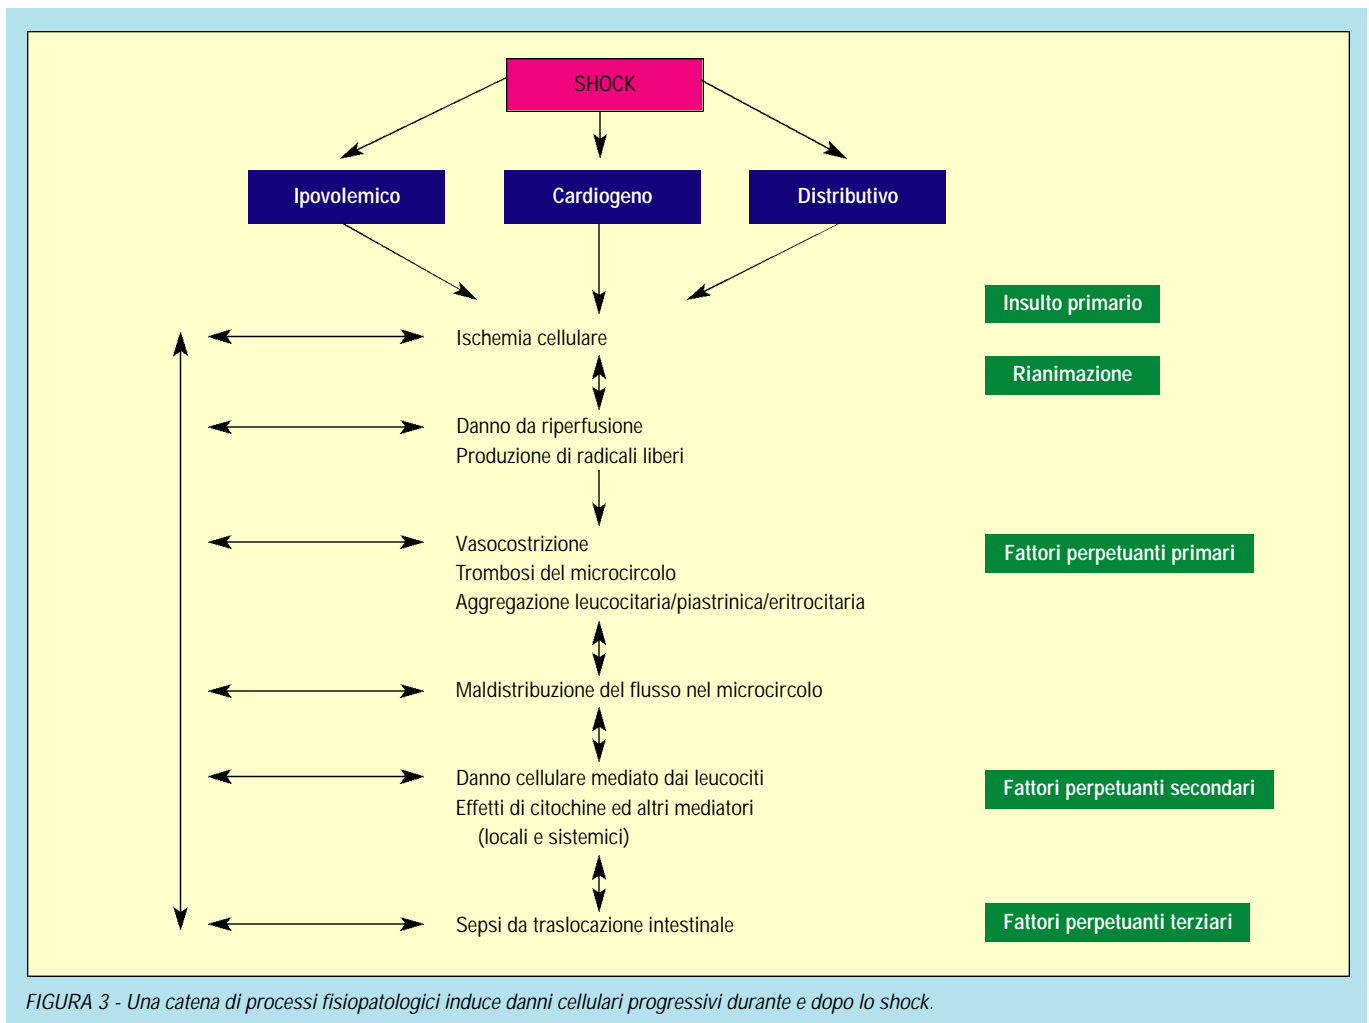 SHOCK
Ipovolemico
Cardiogeno
Distributivo
Insulto primario
Ischemia cellulare
Rianimazione
Danno da riperfusione
Produzione di radicali liberi
Vasocostrizione
Fattori perpetuanti primari
Trombosi del microcircolo
Aggregazione leucocitaria/piastrinica/eritrocitaria
Maldistribuzione del flusso nel microcircolo
Danno cellulare mediato dai leucociti
Fattori perpetuanti secondari
Effetti di citochine ed altri mediatori
(locali e sistemici)
Sepsi da traslocazione intestinale
Fattori perpetuanti terziari
FIGURA 3 - Una catena di processi fisiopatologici induce danni cellulari progressivi durante e dopo lo shock.